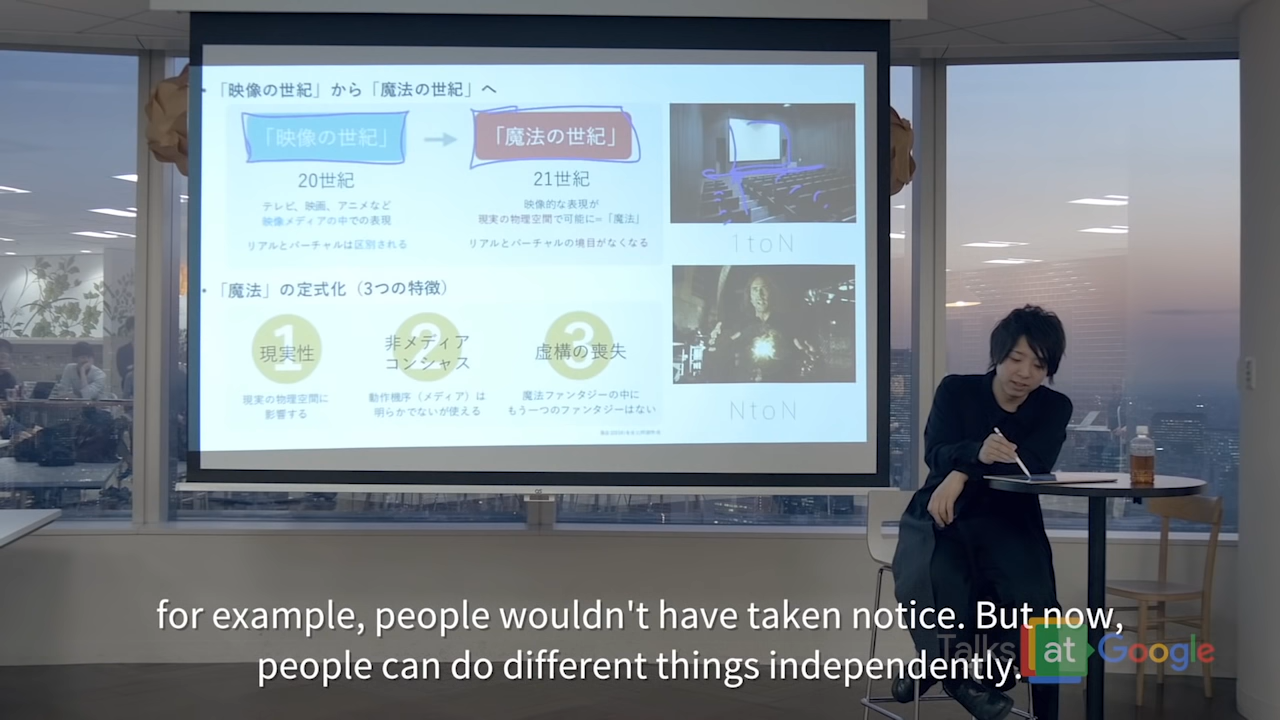 ・「映像の世紀」から「魔法の世紀」へ
「映像の世紀」
「魔法の世紀」
20世紀
21世紀
テレビ、映画、アニメなど
映像メディアの中での表現
映像的な表現が
現実の物理空間で可能に=「魔法」
リアルとバーチャルは区別される
リアルとバーチャルの境目がなくなる
1toN
・「魔法」の定式化（3つの特徴）
1
現実性
現実の物理空間に
影響する
2
非メディア
コンシャス
動作機序（メディア）は
明らかでないが使える
3
虚構の喪失
魔法ファンタジーの中に
もう一つのファンタジーはない
NtoN
for example, people wouldn't have taken notice. But now,
people can do different things independently.
Talks at Google